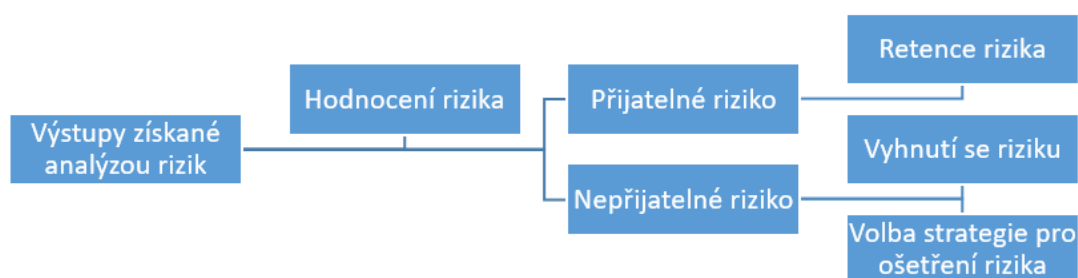 Výstupy získané
analýzou rizik
Hodnocení rizika
Přijatelné riziko
Nepřijatelné riziko
Retence rizika
Vyhnutí se riziku
Volba strategie pro
ošetření rizika